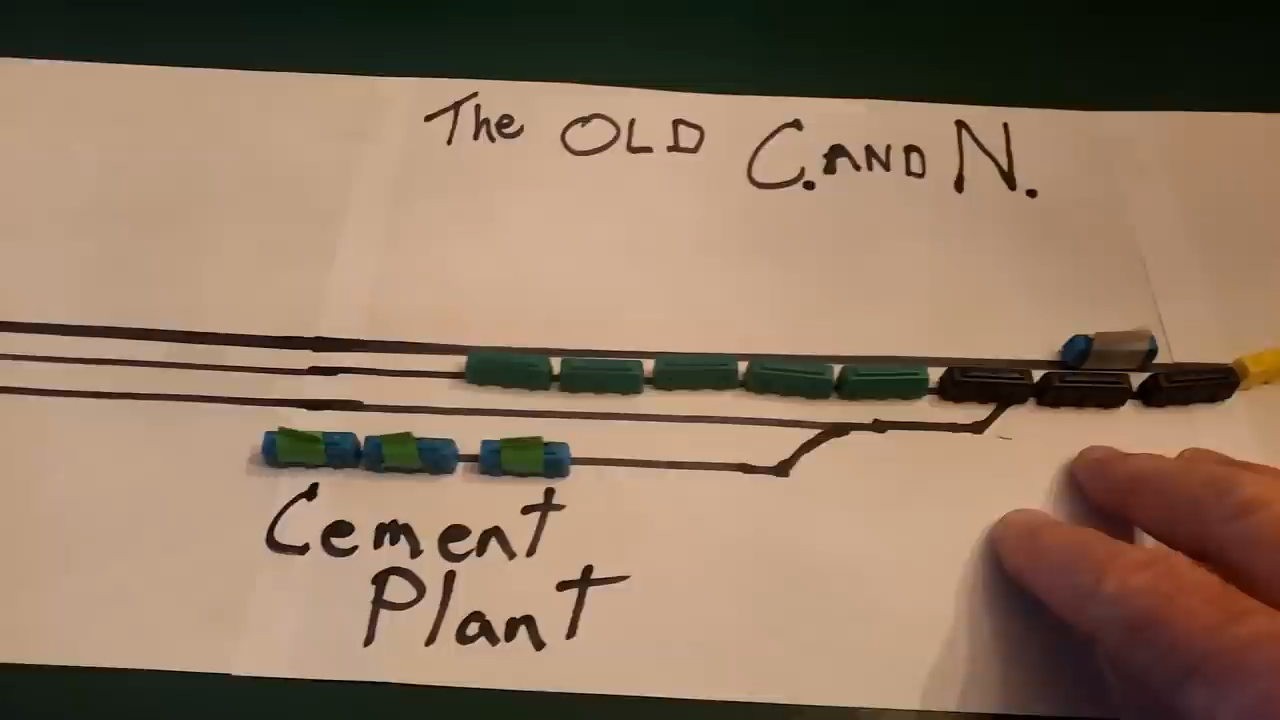 The OLD C. AND N.
Cement
Plant